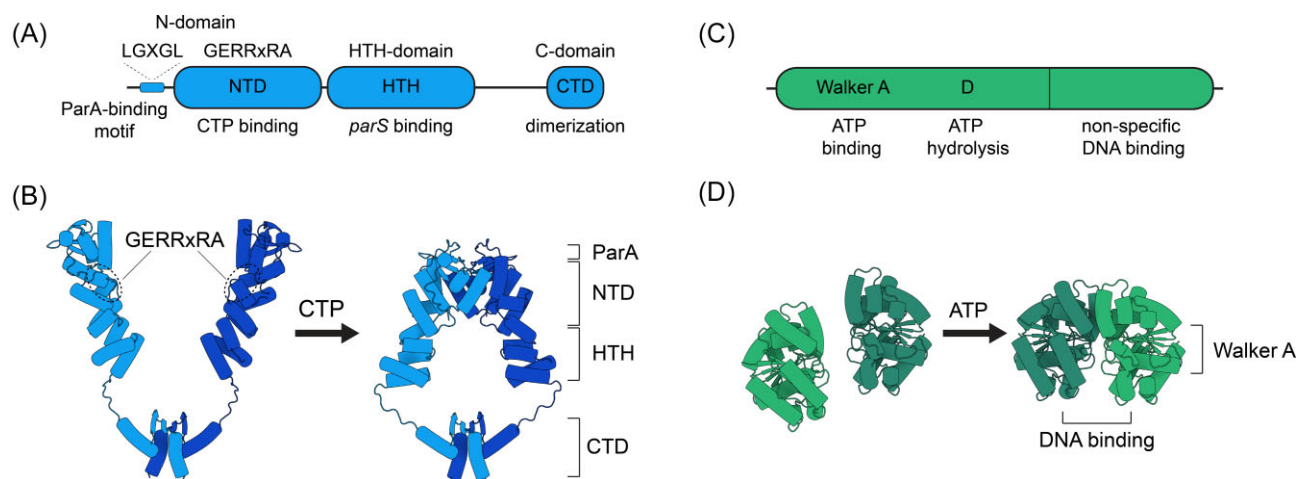 (A)
N-domain
LGXGL GERRxRA HTH-domain C-domain
NTD HTH CTD
ParA-binding
motif
CTP binding parS binding dimerization
(B)
GERRxRA
CTP
ParA
NTD
HTH
CTD
(C)
Walker A D
ATP
binding
ATP
hydrolysis
non-specific
DNA binding
(D)
ATP
Walker A
DNA binding